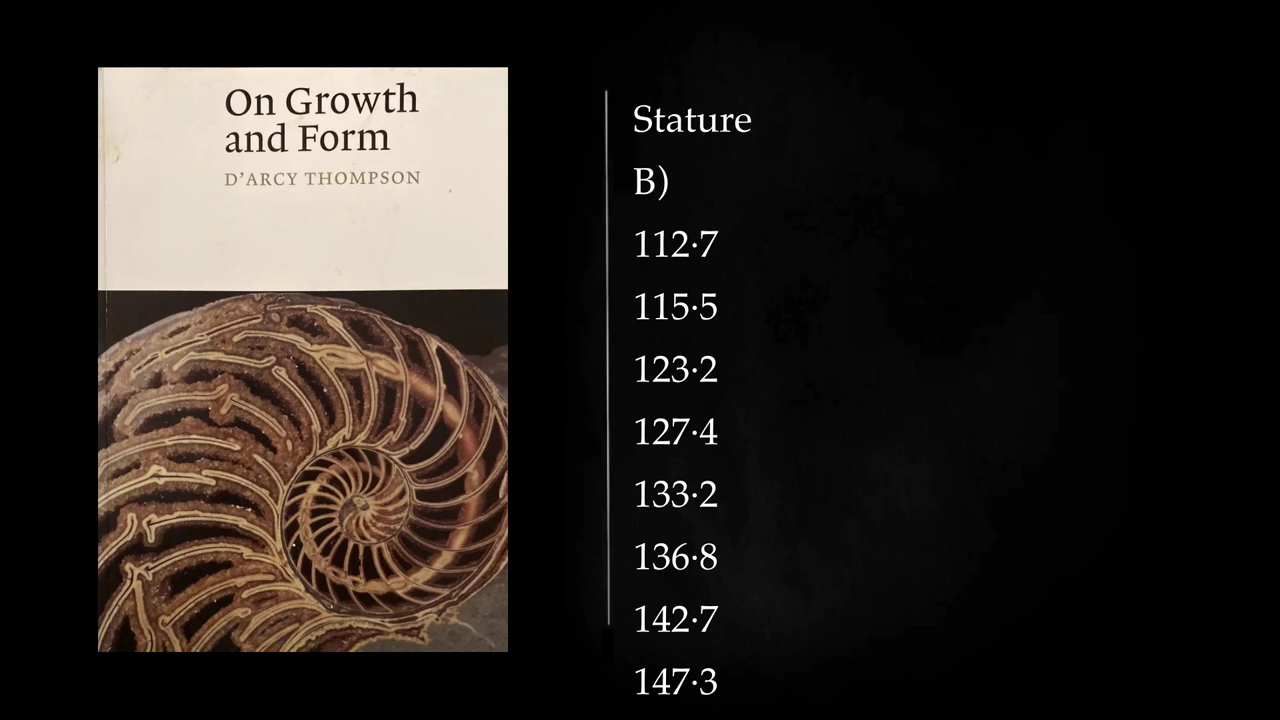 On Growth
and Form
D'ARCY THOMPSON
Stature
B)
112·7
115·5
123·2
127·4
133·2
136·8
142·7
147·3